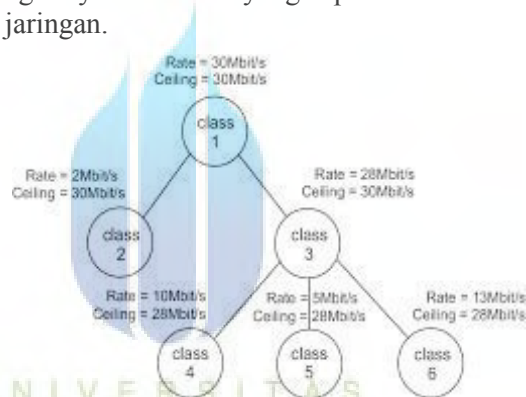 jaringan.
Rate = 30Mbit/s
Ceiling = 30Mbit/s
class
1
Rate = 2Mbit/s
Ceiling = 30Mbit/s
Rate = 28Mbit/s
Ceiling = 30Mbit/s
class
2
class
3
Rate = 10Mbit/s
Ceiling = 28Mbit/s
Rate = 5Mbit/s
Ceiling = 28Mbit/s
Rate = 13Mbit/s
Ceiling = 28Mbit/s
class
4
class
5
class
6
NIVERSITAS